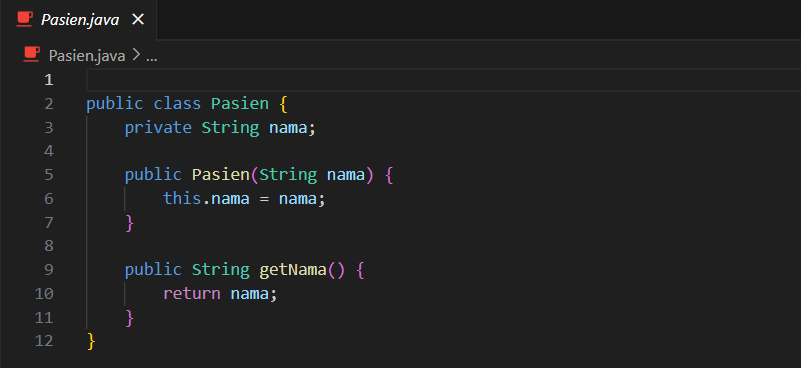 Pasien.java
Pasien.java > ...
1
2 public class Pasien {
3     private String nama;
4
5     public Pasien(String nama) {
6         this.nama = nama;
7     }
8
9     public String getNama() {
10         return nama;
11     }
12 }